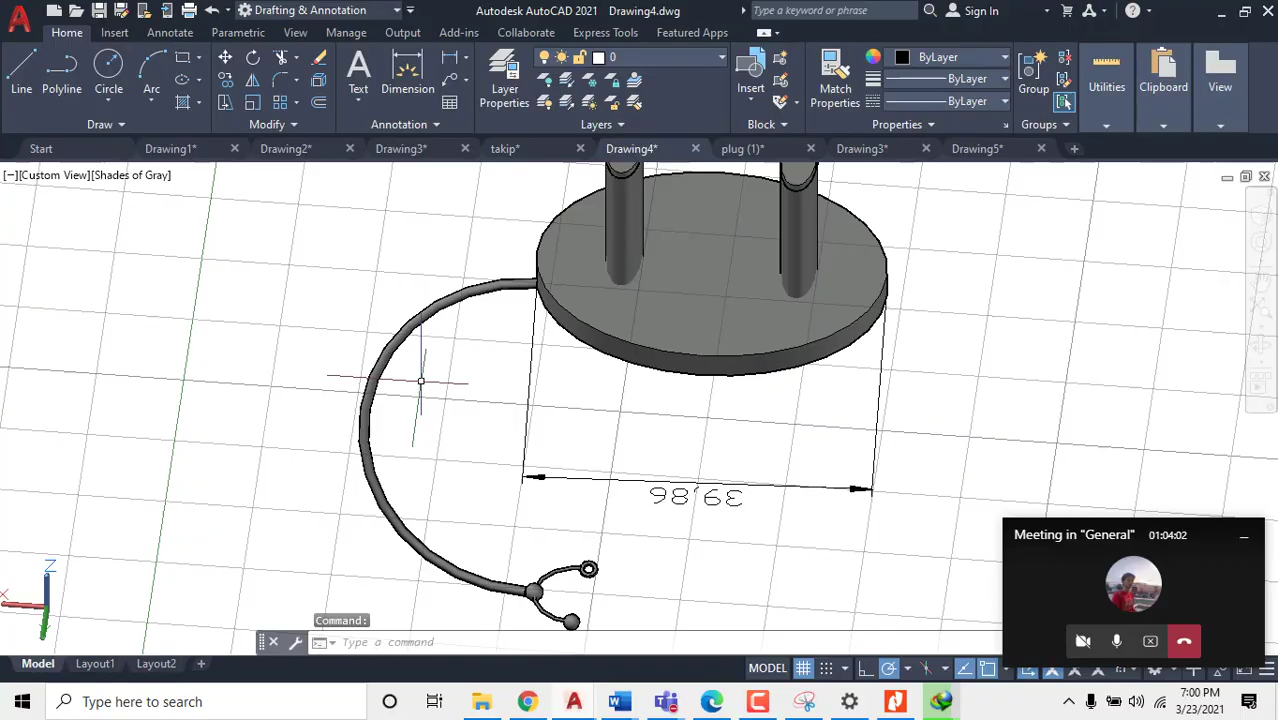 Drafting & Annotation
Autodesk AutoCAD 2021 Drawing4.dwg
Type a keyword or phrase
Sign In
Home Insert Annotate Parametric View Manage Output Add-ins Collaborate Express Tools Featured Apps
Line
Polyline
Circle
Arc
Text
Dimension
Layer
Properties
0
Insert
Match
Properties
ByLayer
ByLayer
ByLayer
Group
Utilities
Clipboard
View
Draw
Modify
Annotation
Layers
Block
Properties
Groups
Start Drawing1* Drawing2* Drawing3* takip* Drawing4* plug (1)* Drawing3* Drawing5*
[−][Custom View][Shades of Gray]
39,86
Meeting in "General" 01:04:02
Z
X
Command:
Type a command
Model Layout1 Layout2
MODEL
Type here to search
7:00 PM
3/23/2021